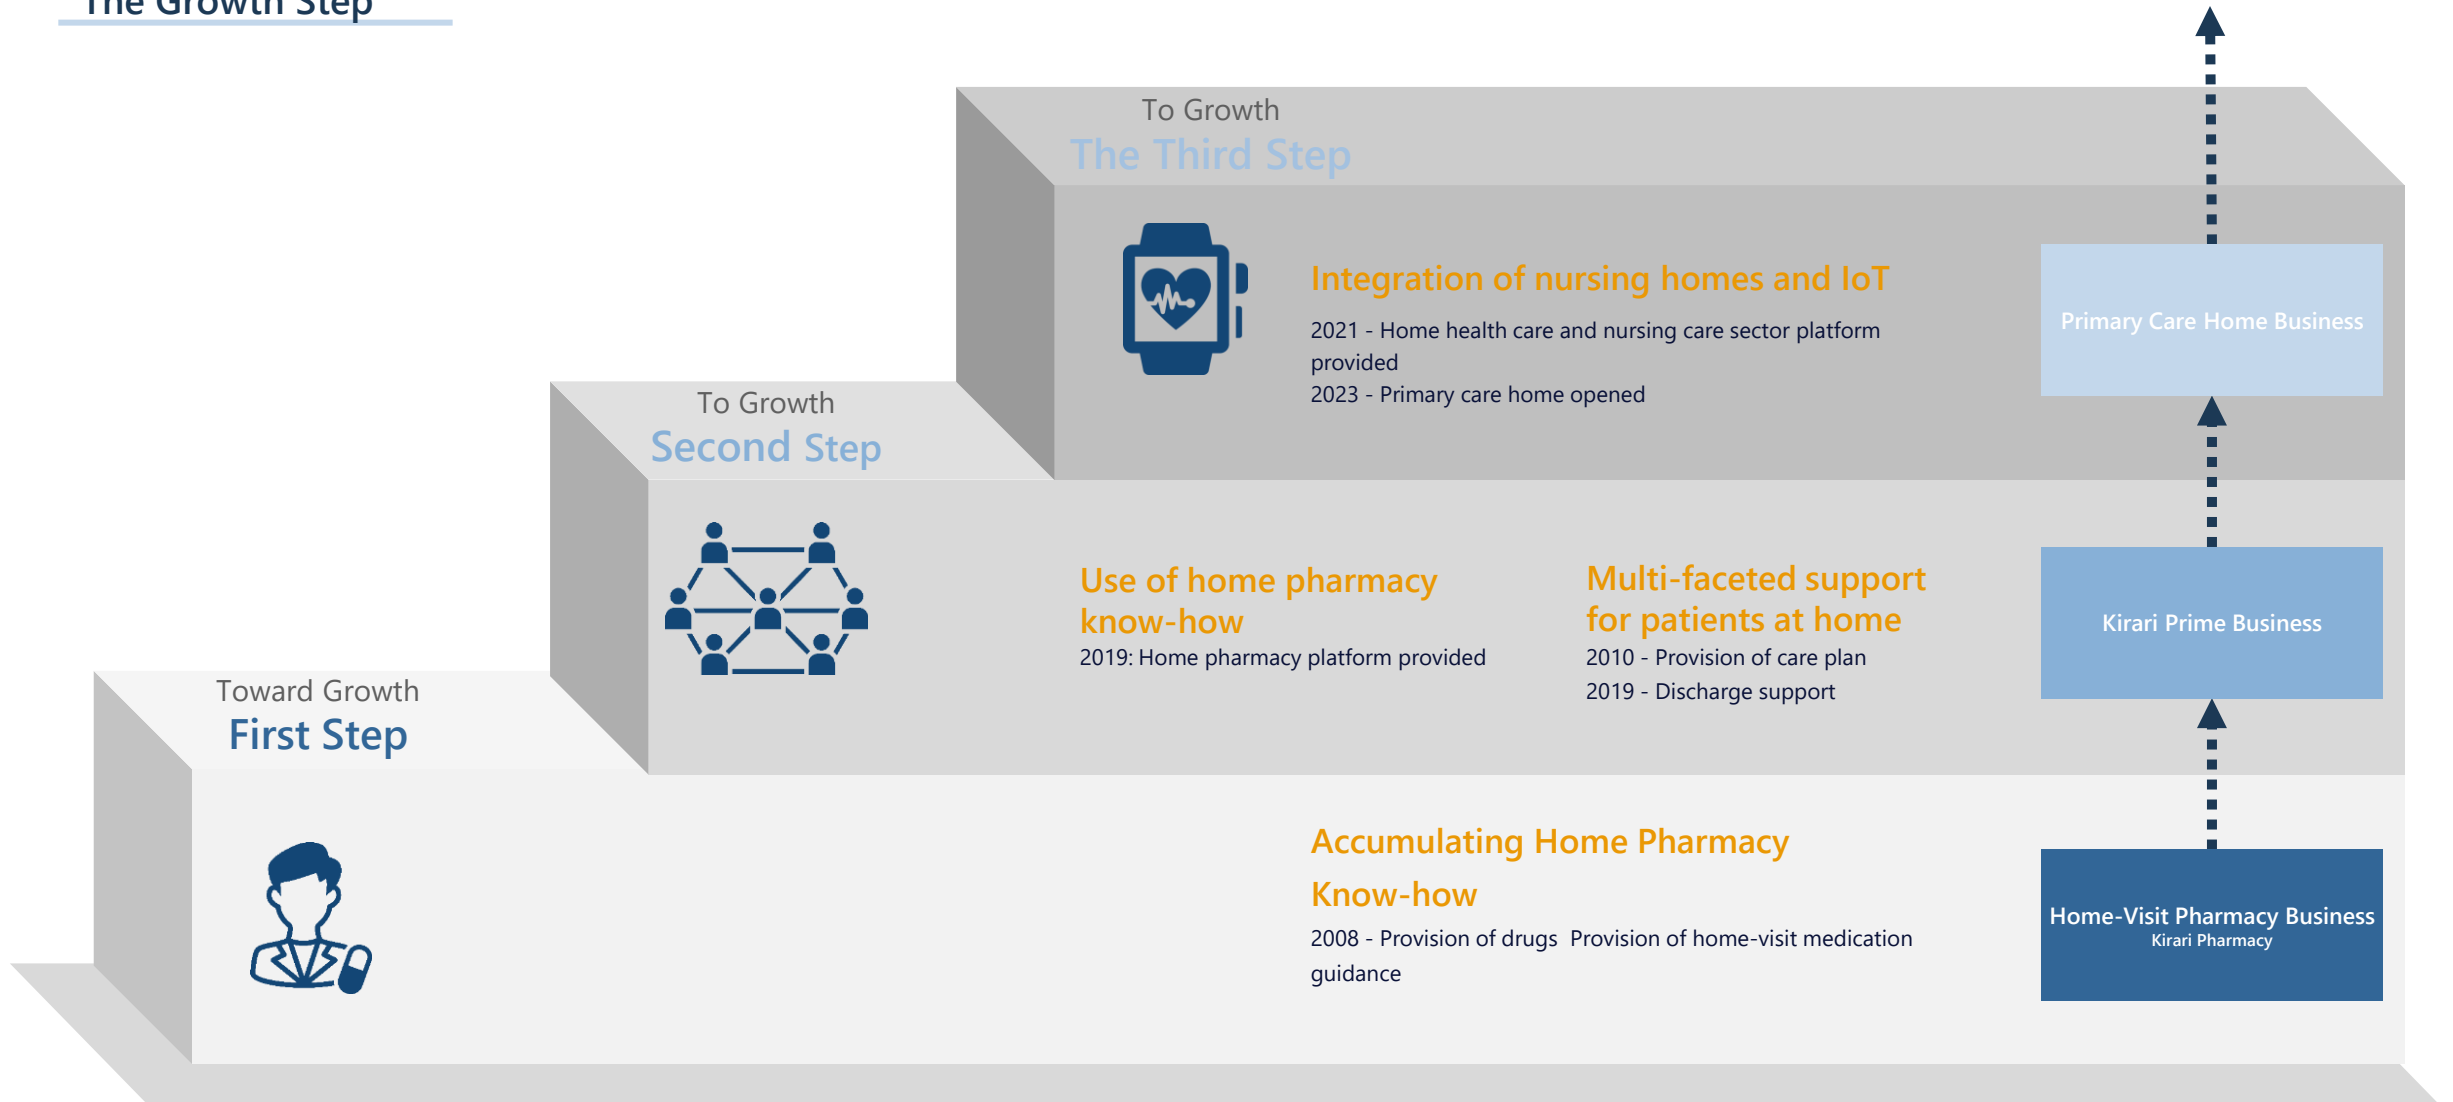 The Growth Step
To Growth
The Third Step
Integration of nursing homes and IoT
2021 - Home health care and nursing care sector platform
provided
2023 - Primary care home opened
Primary Care Home Business
To Growth
Second Step
Use of home pharmacy
know-how
2019: Home pharmacy platform provided
Multi-faceted support
for patients at home
2010 - Provision of care plan
2019 - Discharge support
Kirari Prime Business
Toward Growth
First Step
Accumulating Home Pharmacy
Know-how
2008 - Provision of drugs  Provision of home-visit medication
guidance
Home-Visit Pharmacy Business
Kirari Pharmacy